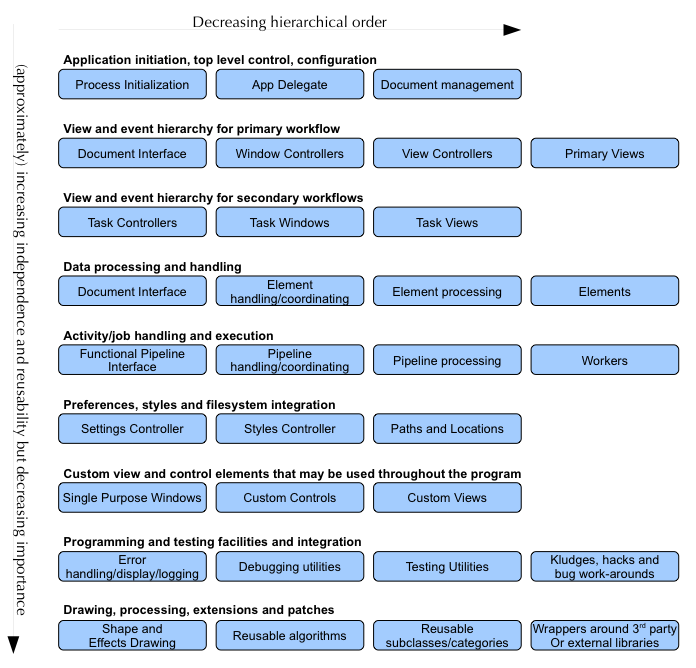 Decreasing hierarchical order
(approximately) increasing independence and reusability but decreasing importance
Application initiation, top level control, configuration
Process Initialization
App Delegate
Document management
View and event hierarchy for primary workflow
Document Interface
Window Controllers
View Controllers
Primary Views
View and event hierarchy for secondary workflows
Task Controllers
Task Windows
Task Views
Data processing and handling
Document Interface
Element
handling/coordinating
Element processing
Elements
Activity/job handling and execution
Functional Pipeline
Interface
Pipeline
handling/coordinating
Pipeline processing
Workers
Preferences, styles and filesystem integration
Settings Controller
Styles Controller
Paths and Locations
Custom view and control elements that may be used throughout the program
Single Purpose Windows
Custom Controls
Custom Views
Programming and testing facilities and integration
Error
handling/display/logging
Debugging utilities
Testing Utilities
Kludges, hacks and
bug work-arounds
Drawing, processing, extensions and patches
Shape and
Effects Drawing
Reusable algorithms
Reusable
subclasses/categories
Wrappers around 3rd party
Or external libraries